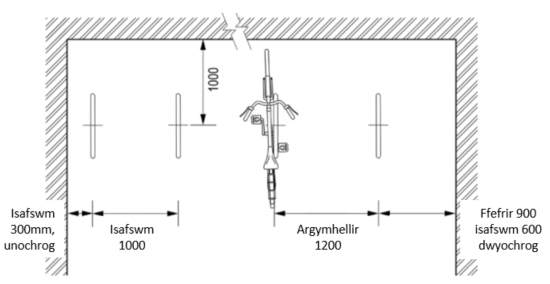 1000
Isafswm
300mm,
unochrog
Isafswm
1000
Argymhellir
1200
Ffefrir 900
isafswm 600
dwyochrog